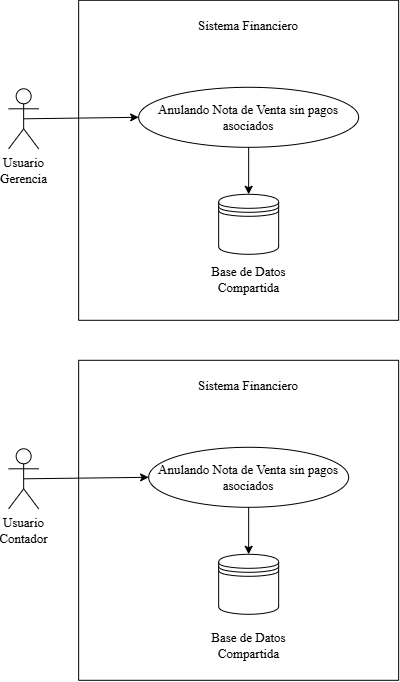 Sistema Financiero
Anulando Nota de Venta sin pagos
asociados
Usuario
Gerencia
Base de Datos
Compartida
Sistema Financiero
Anulando Nota de Venta sin pagos
asociados
Usuario
Contador
Base de Datos
Compartida